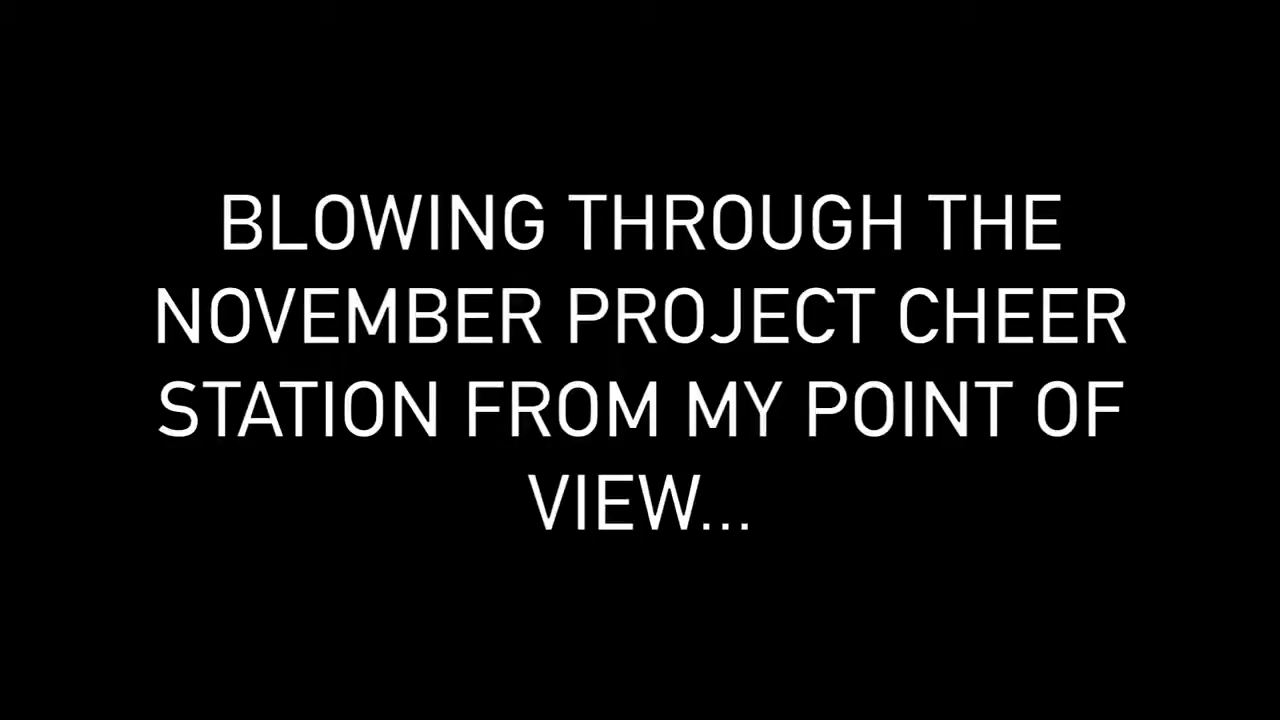 BLOWING THROUGH THE
NOVEMBER PROJECT CHEER
STATION FROM MY POINT OF
VIEW...